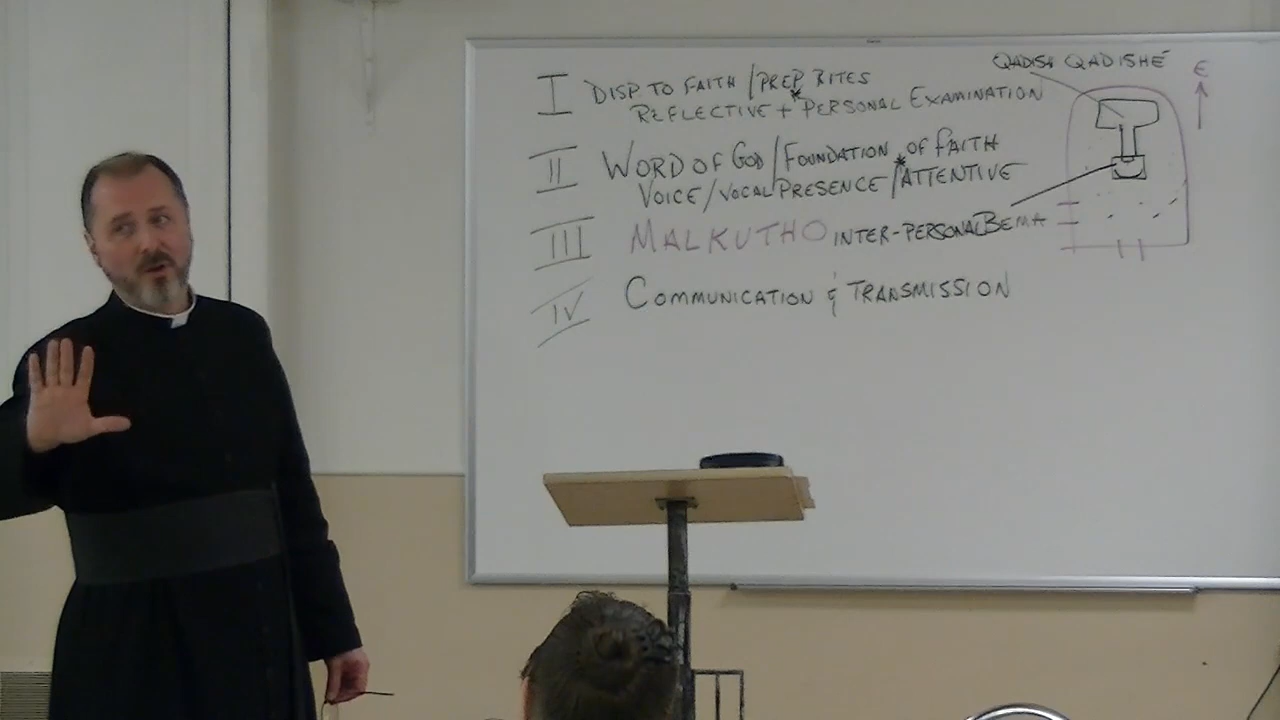 I DISP TO FAITH / PREP RITES
REFLECTIVE + PERSONAL EXAMINATION
II WORD OF GOD / FOUNDATION OF FAITH
VOICE / VOCAL PRESENCE / ATTENTIVE
III MALKUTHO INTER-PERSONAL BEMA
IV COMMUNICATION & TRANSMISSION
QADISH QADISHÉ
E